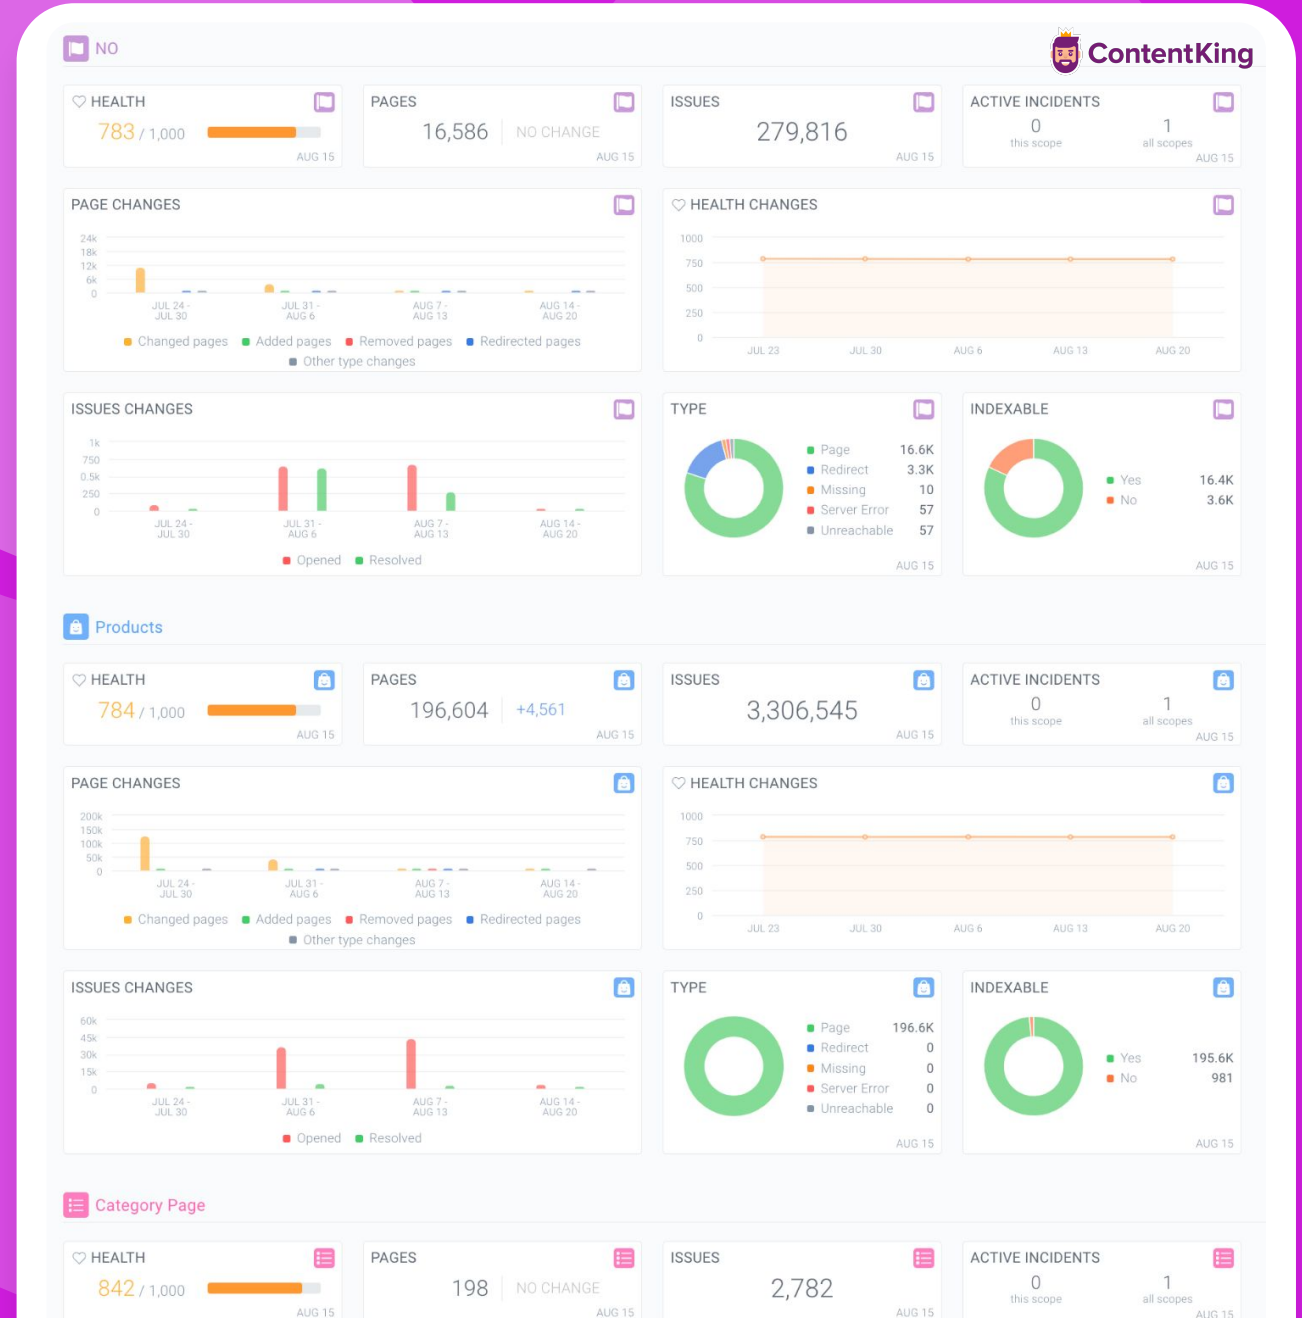 NO
ContentKing
HEALTH
783 / 1,000
AUG 15
PAGES
16,586 NO CHANGE
AUG 15
ISSUES
279,816
AUG 15
ACTIVE INCIDENTS
0 1
this scope all scopes
AUG 15
PAGE CHANGES
24k
18k
12k
6k
0
JUL 24 - JUL 31 - AUG 7 - AUG 14 -
JUL 30 AUG 6 AUG 13 AUG 20
Changed pages Added pages Removed pages Redirected pages
Other type changes
HEALTH CHANGES
1000
750
500
250
0
JUL 23 JUL 30 AUG 6 AUG 13 AUG 20
ISSUES CHANGES
1k
750
0.5k
250
0
JUL 24 - JUL 31 - AUG 7 - AUG 14 -
JUL 30 AUG 6 AUG 13 AUG 20
Opened Resolved
TYPE
Page 16.6K
Redirect 3.3K
Missing 10
Server Error 57
Unreachable 57
AUG 15
INDEXABLE
Yes 16.4K
No 3.6K
AUG 15
Products
HEALTH
784 / 1,000
AUG 15
PAGES
196,604 +4,561
AUG 15
ISSUES
3,306,545
AUG 15
ACTIVE INCIDENTS
0 1
this scope all scopes
AUG 15
PAGE CHANGES
200k
150k
100k
50k
0
JUL 24 - JUL 31 - AUG 7 - AUG 14 -
JUL 30 AUG 6 AUG 13 AUG 20
Changed pages Added pages Removed pages Redirected pages
Other type changes
HEALTH CHANGES
1000
750
500
250
0
JUL 23 JUL 30 AUG 6 AUG 13 AUG 20
ISSUES CHANGES
60k
45k
30k
15k
0
JUL 24 - JUL 31 - AUG 7 - AUG 14 -
JUL 30 AUG 6 AUG 13 AUG 20
Opened Resolved
TYPE
Page 196.6K
Redirect 0
Missing 0
Server Error 0
Unreachable 0
AUG 15
INDEXABLE
Yes 195.6K
No 981
AUG 15
Category Page
HEALTH
842 / 1,000
AUG 15
PAGES
198 NO CHANGE
AUG 15
ISSUES
2,782
AUG 15
ACTIVE INCIDENTS
0 1
this scope all scopes
AUG 15